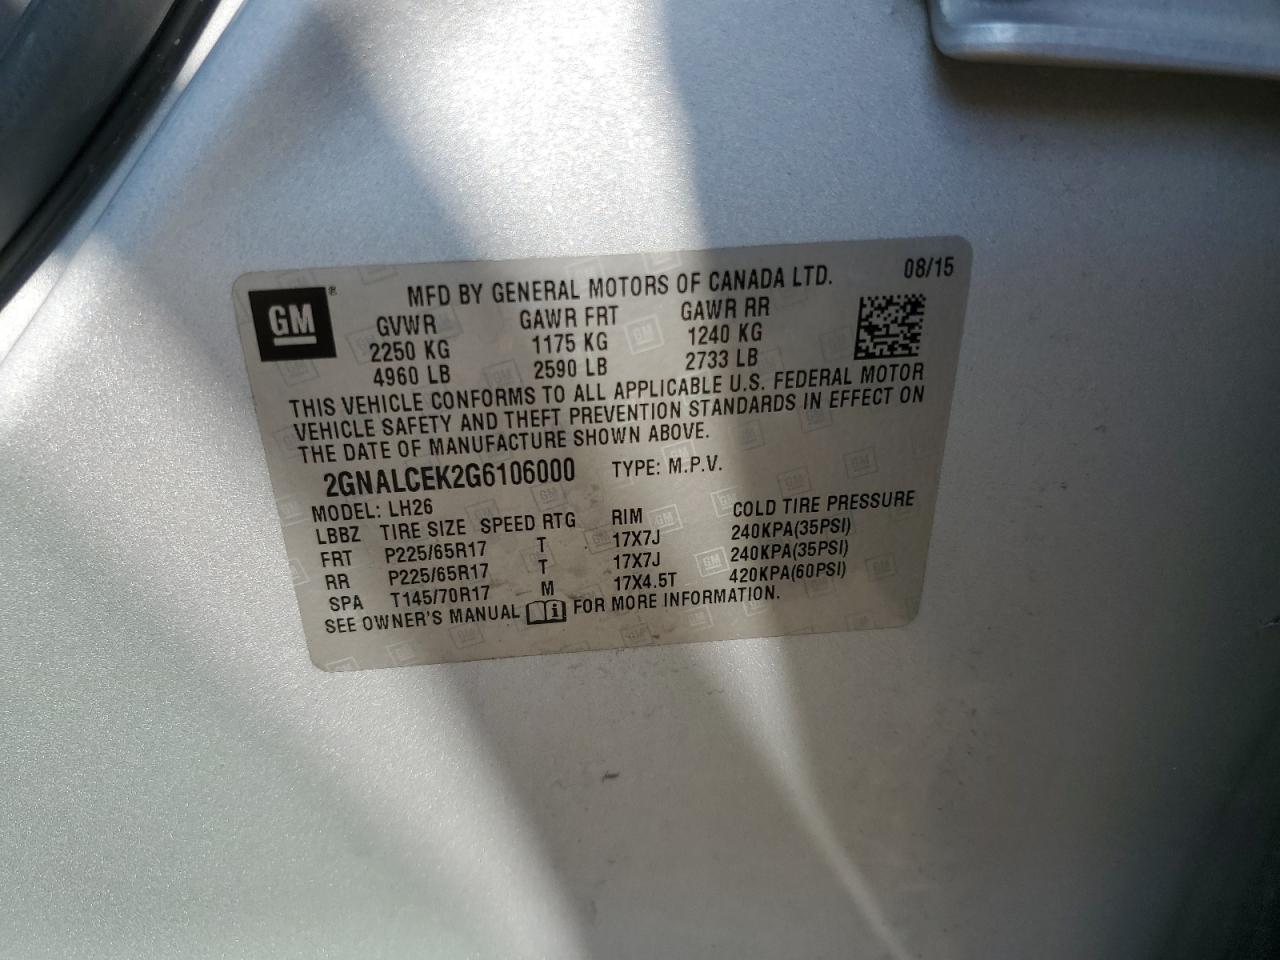 GM®
MFD BY GENERAL MOTORS OF CANADA LTD. 08/15
GVWR GAWR FRT GAWR RR
2250 KG 1175 KG 1240 KG
4960 LB 2590 LB 2733 LB
THIS VEHICLE CONFORMS TO ALL APPLICABLE U.S. FEDERAL MOTOR
VEHICLE SAFETY AND THEFT PREVENTION STANDARDS IN EFFECT ON
THE DATE OF MANUFACTURE SHOWN ABOVE.
2GNALCEK2G6106000 TYPE: M.P.V.
MODEL: LH26
LBBZ TIRE SIZE SPEED RTG RIM COLD TIRE PRESSURE
FRT P225/65R17 T 17X7J 240KPA(35PSI)
RR P225/65R17 T 17X7J 240KPA(35PSI)
SPA T145/70R17 M 17X4.5T 420KPA(60PSI)
SEE OWNER'S MANUAL i FOR MORE INFORMATION.